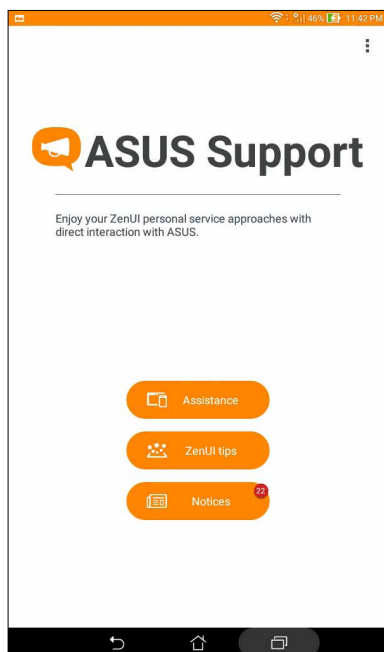 46% 11:42 PM
ASUS Support
Enjoy your ZenUI personal service approaches with
direct interaction with ASUS.
Assistance
ZenUI tips
22
Notices